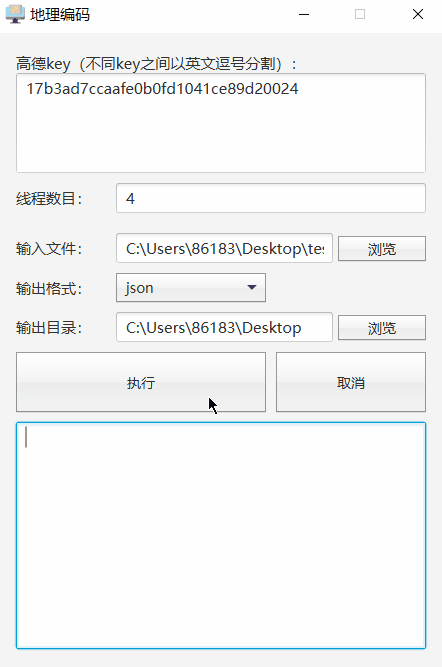 地理编码
高德key（不同key之间以英文逗号分割）:
17b3ad7ccaafe0b0fd1041ce89d20024
线程数目: 4
输入文件: C:\Users\86183\Desktop\tes 浏览
输出格式: json
输出目录: C:\Users\86183\Desktop 浏览
执行 取消